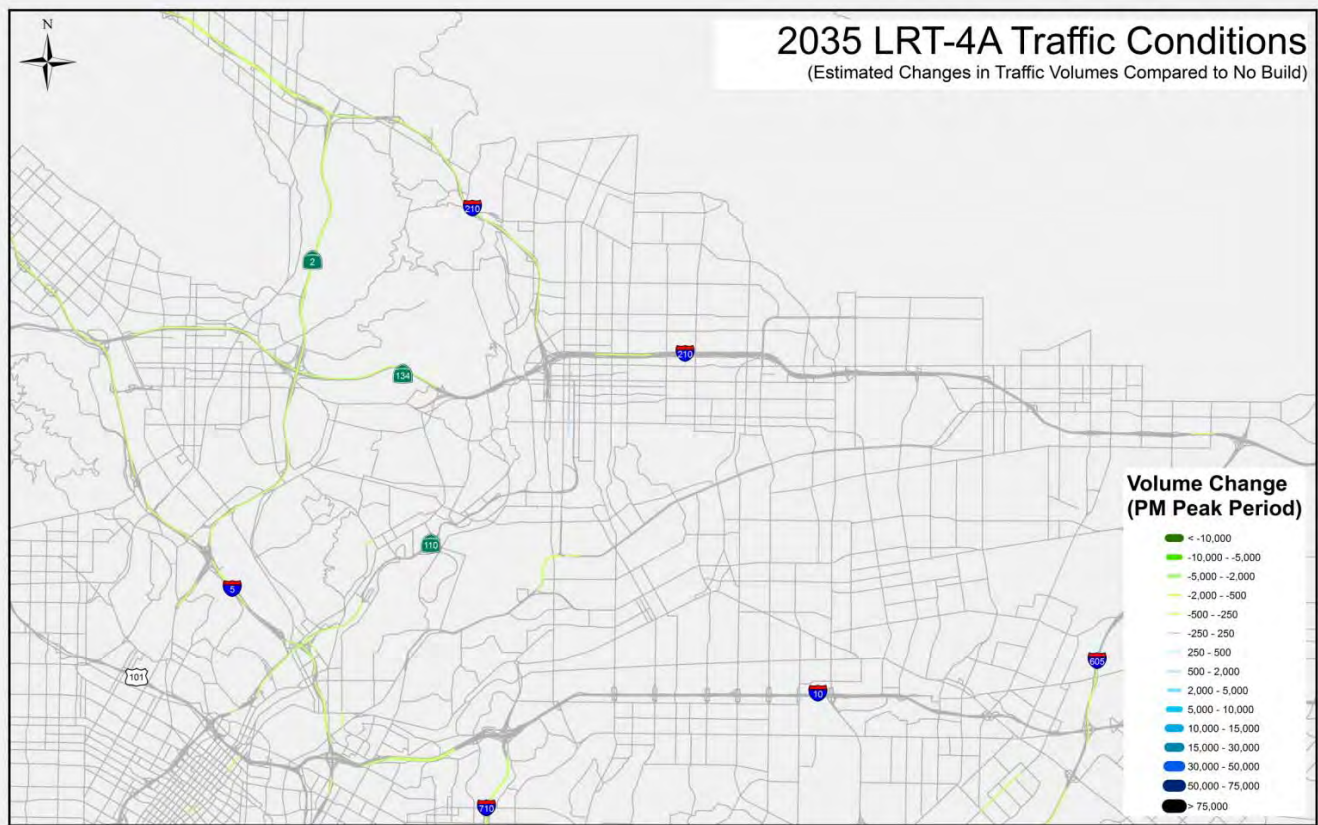 N
2035 LRT-4A Traffic Conditions
(Estimated Changes in Traffic Volumes Compared to No Build)
210
2
210
134
110
5
605
101
10
710
Volume Change
(PM Peak Period)
< -10,000
-10,000 - -5,000
-5,000 - -2,000
-2,000 - -500
-500 - -250
-250 - 250
250 - 500
500 - 2,000
2,000 - 5,000
5,000 - 10,000
10,000 - 15,000
15,000 - 30,000
30,000 - 50,000
50,000 - 75,000
> 75,000